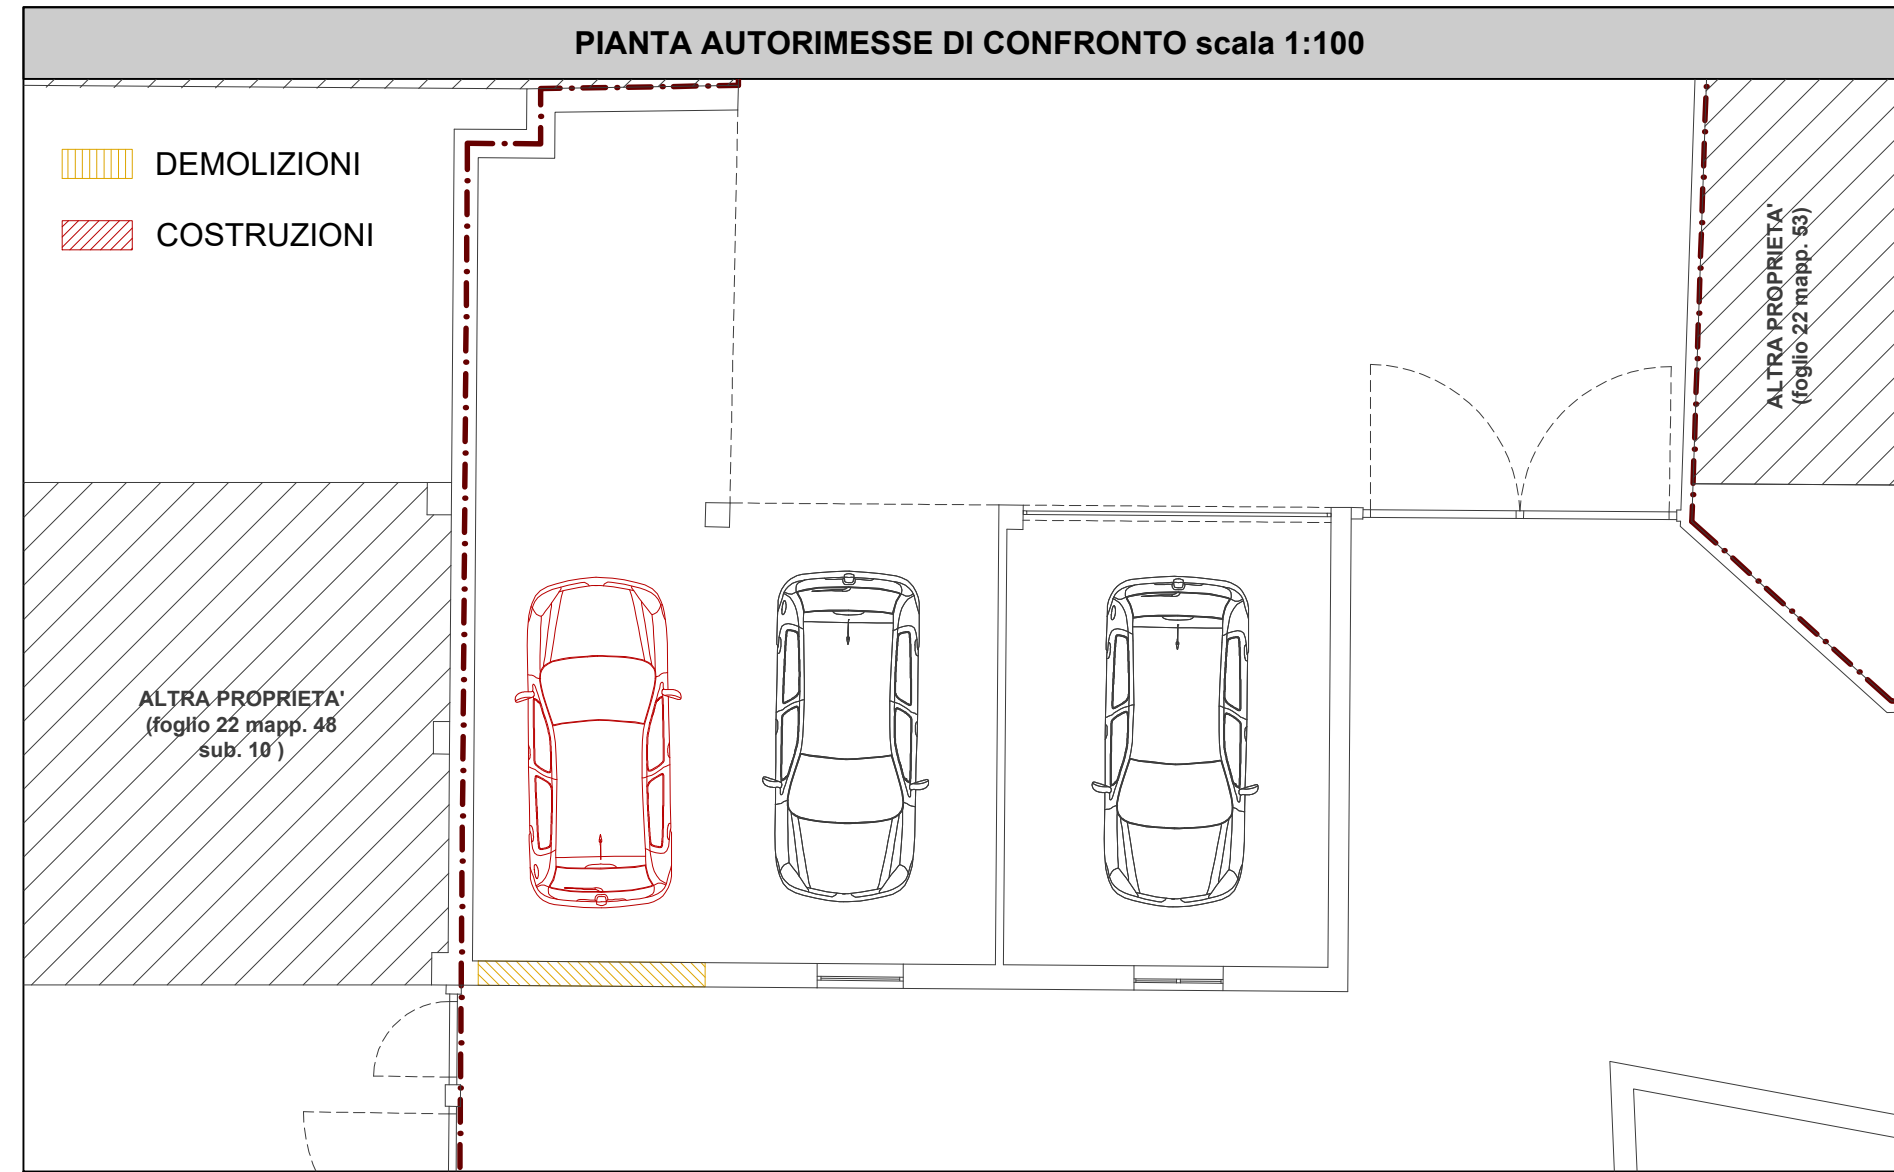 PIANTA AUTORIMESSE DI CONFRONTO scala 1:100
DEMOLIZIONI
COSTRUZIONI
ALTRA PROPRIETA'
(foglio 22 mapp. 53)
ALTRA PROPRIETA'
(foglio 22 mapp. 48
sub. 10 )